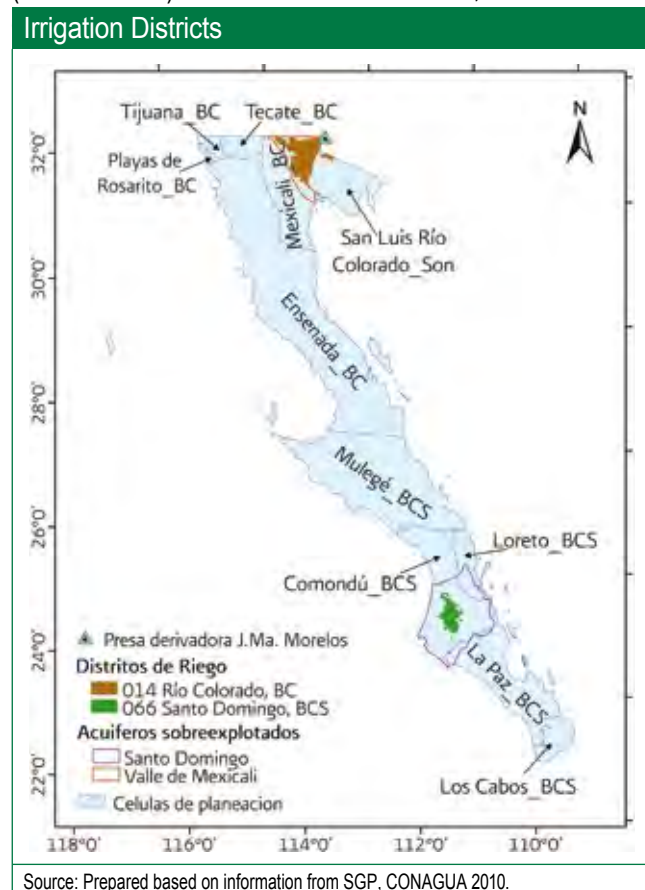 Irrigation Districts
N
Tijuana_BC
Tecate_BC
Playas de
Rosarito_BC
Mexicali_BC
San Luis Río
Colorado_Son
Ensenada_BC
Mulegé_BCS
Loreto_BCS
Comondú_BCS
La Paz_BCS
Los Cabos_BCS
32°0'
30°0'
28°0'
26°0'
24°0'
22°0'
Presa derivadora J.Ma. Morelos
Distritos de Riego
014 Río Colorado, BC
066 Santo Domingo, BCS
Acuiferos sobreexplotados
Santo Domingo
Valle de Mexicali
Celulas de planeacion
118°0' 116°0' 114°0' 112°0' 110°0'
Source: Prepared based on information from SGP, CONAGUA 2010.